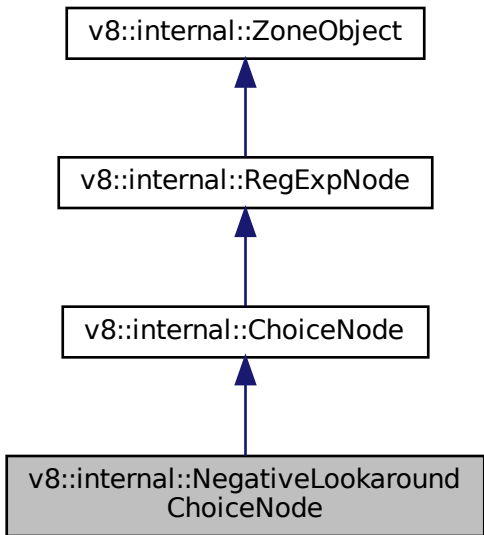 v8::internal::ZoneObject
v8::internal::RegExpNode
v8::internal::ChoiceNode
v8::internal::NegativeLookaround
ChoiceNode